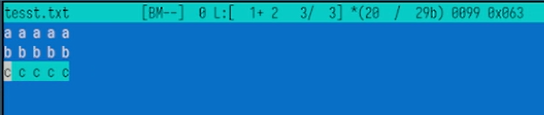 tesst.txt [BM--] 0 L:[ 1+ 2 3/ 3] *(20 / 29b) 0099 0x063
a a a a a
b b b b b
c c c c c